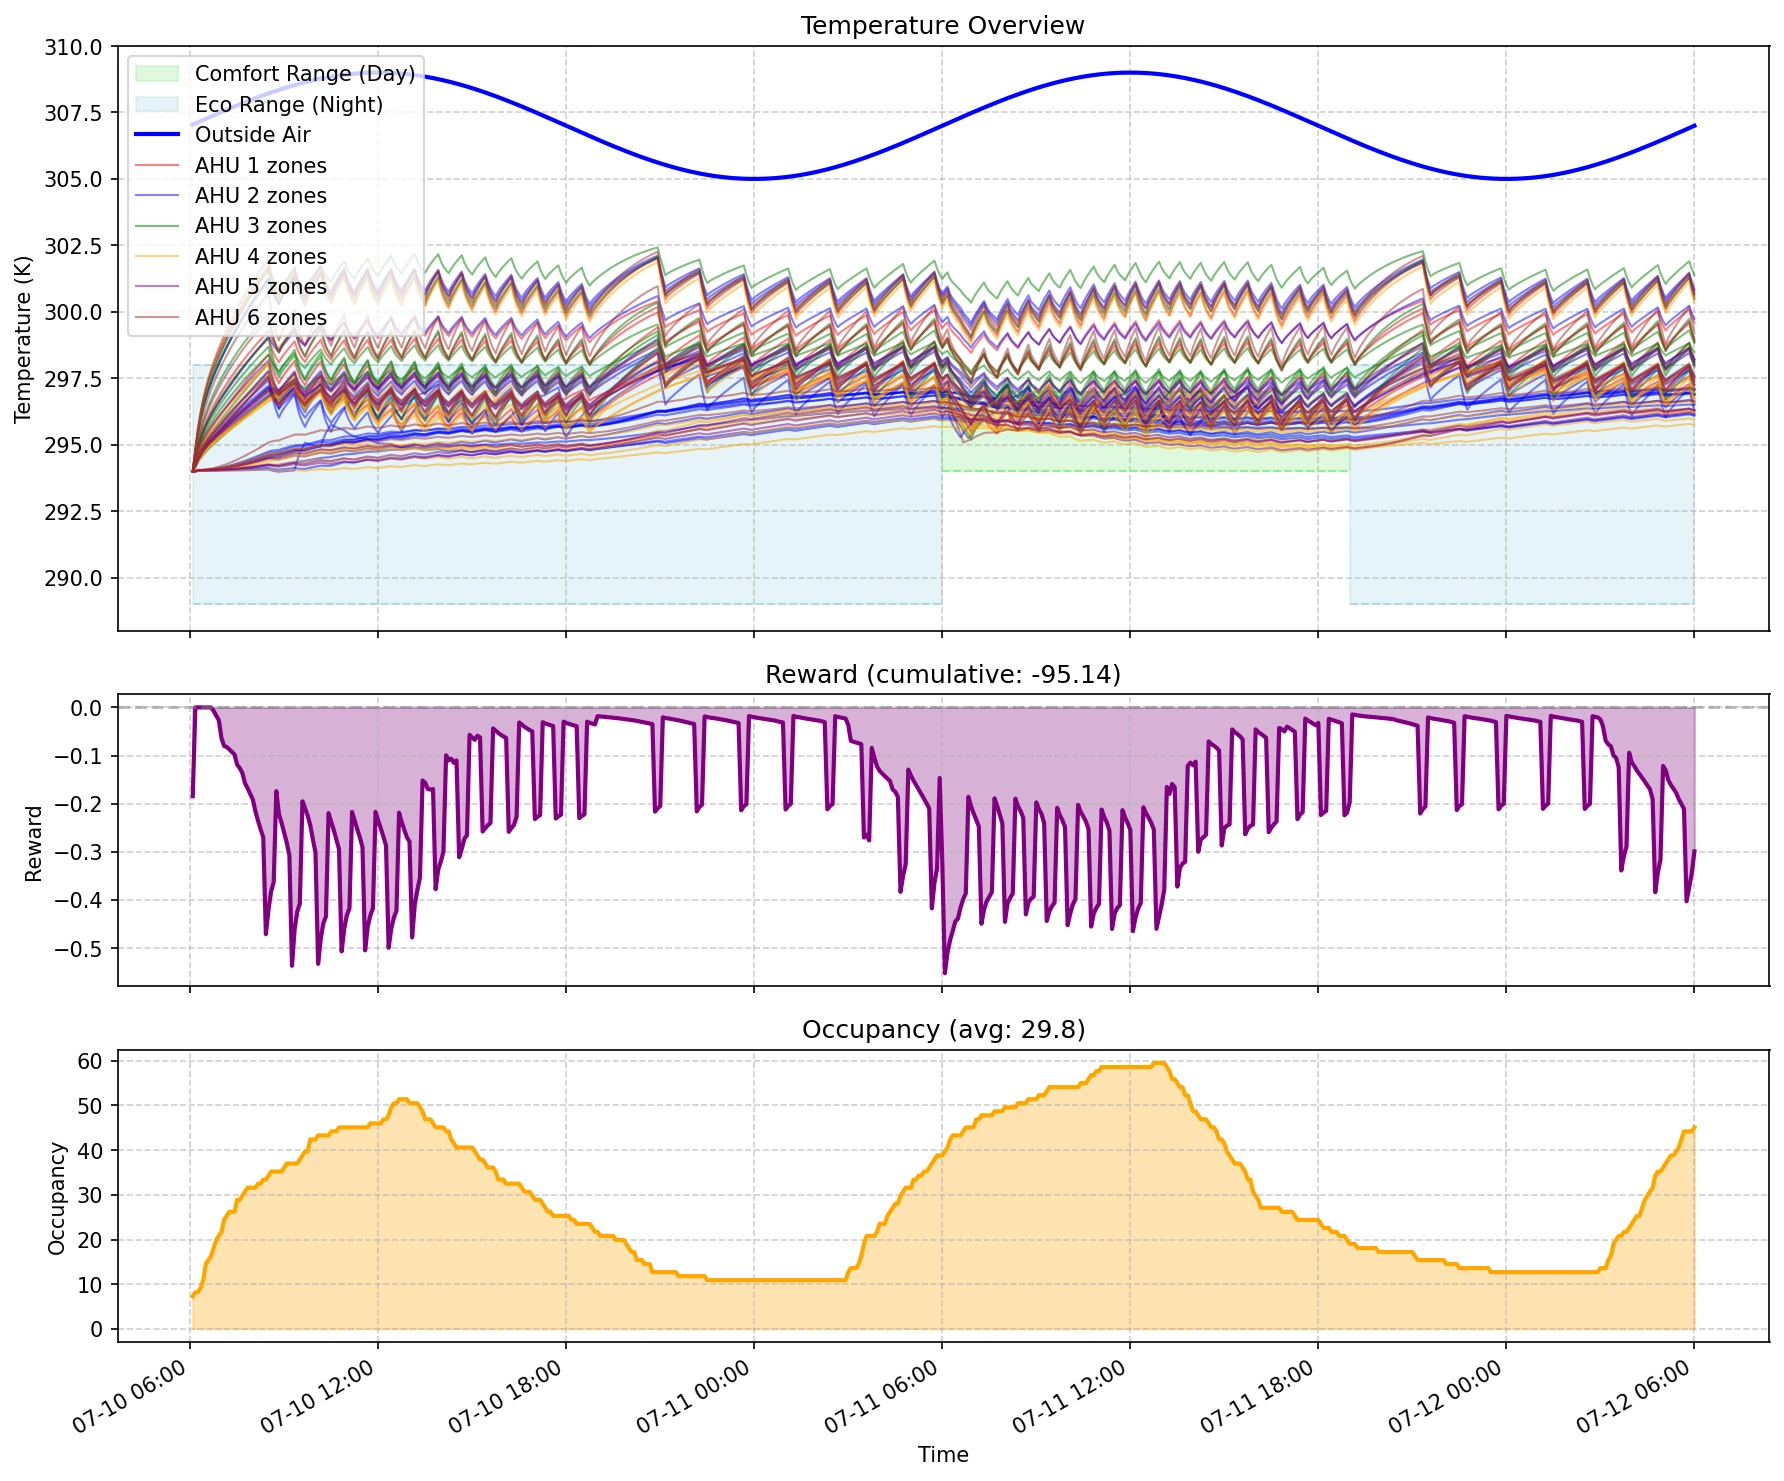 Temperature Overview
310.0
307.5
305.0
302.5
300.0
297.5
295.0
292.5
290.0
Temperature (K)
Comfort Range (Day)
Eco Range (Night)
Outside Air
AHU 1 zones
AHU 2 zones
AHU 3 zones
AHU 4 zones
AHU 5 zones
AHU 6 zones
Reward (cumulative: -95.14)
0.0
−0.1
−0.2
−0.3
−0.4
−0.5
Reward
Occupancy (avg: 29.8)
60
50
40
30
20
10
0
Occupancy
07-10 06:00
07-10 12:00
07-10 18:00
07-11 00:00
07-11 06:00
07-11 12:00
07-11 18:00
07-12 00:00
07-12 06:00
Time